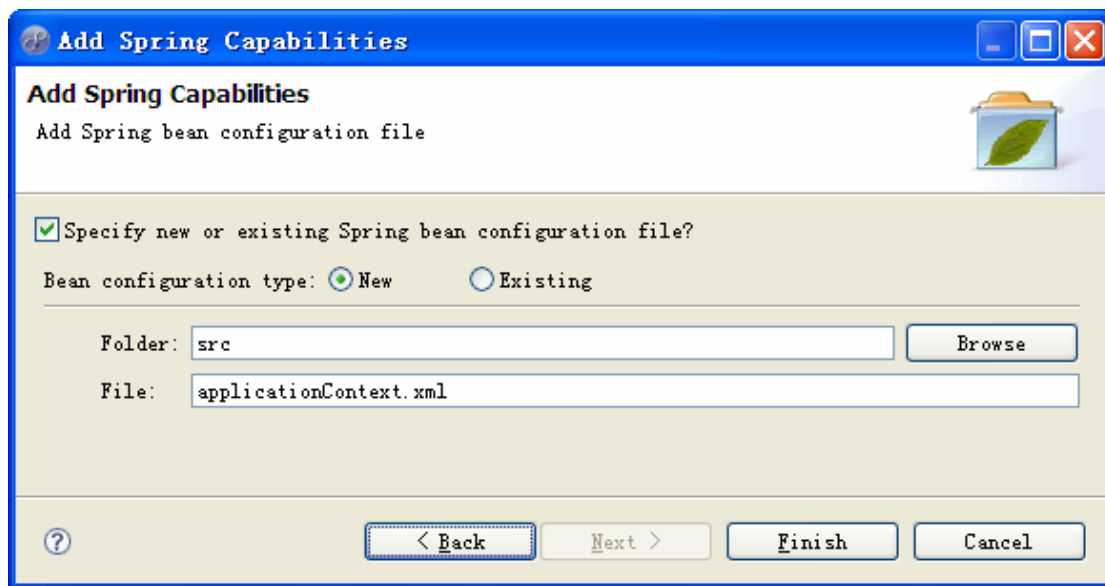 Add Spring Capabilities
Add Spring Capabilities
Add Spring bean configuration file
Specify new or existing Spring bean configuration file?
Bean configuration type: New Existing
Folder: src Browse
File: applicationContext.xml
? < Back Next > Finish Cancel